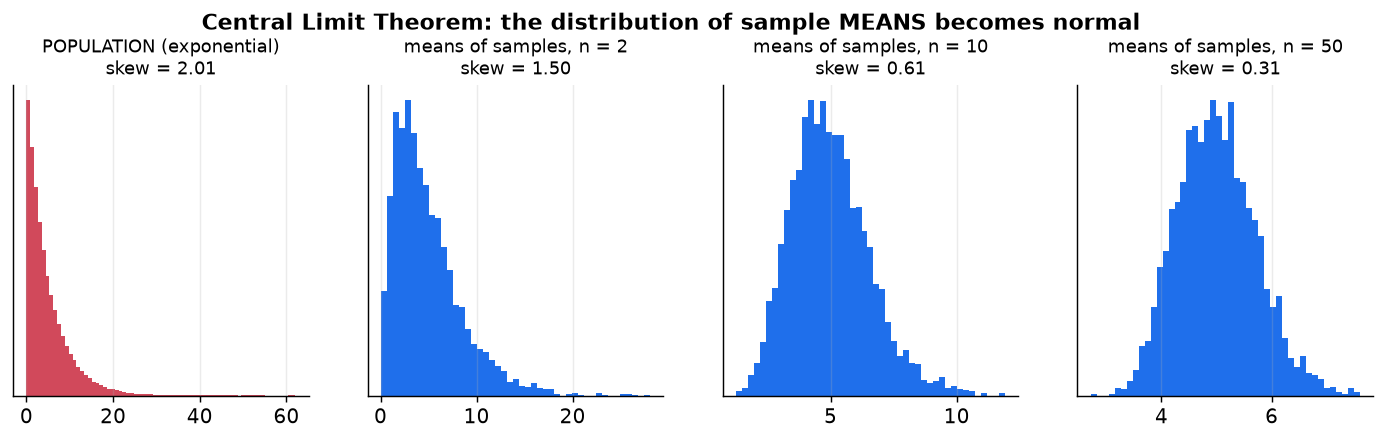 Central Limit Theorem: the distribution of sample MEANS becomes normal
POPULATION (exponential)
skew = 2.01
0 20 40 60
means of samples, n = 2
skew = 1.50
0 10 20
means of samples, n = 10
skew = 0.61
5 10
means of samples, n = 50
skew = 0.31
4 6